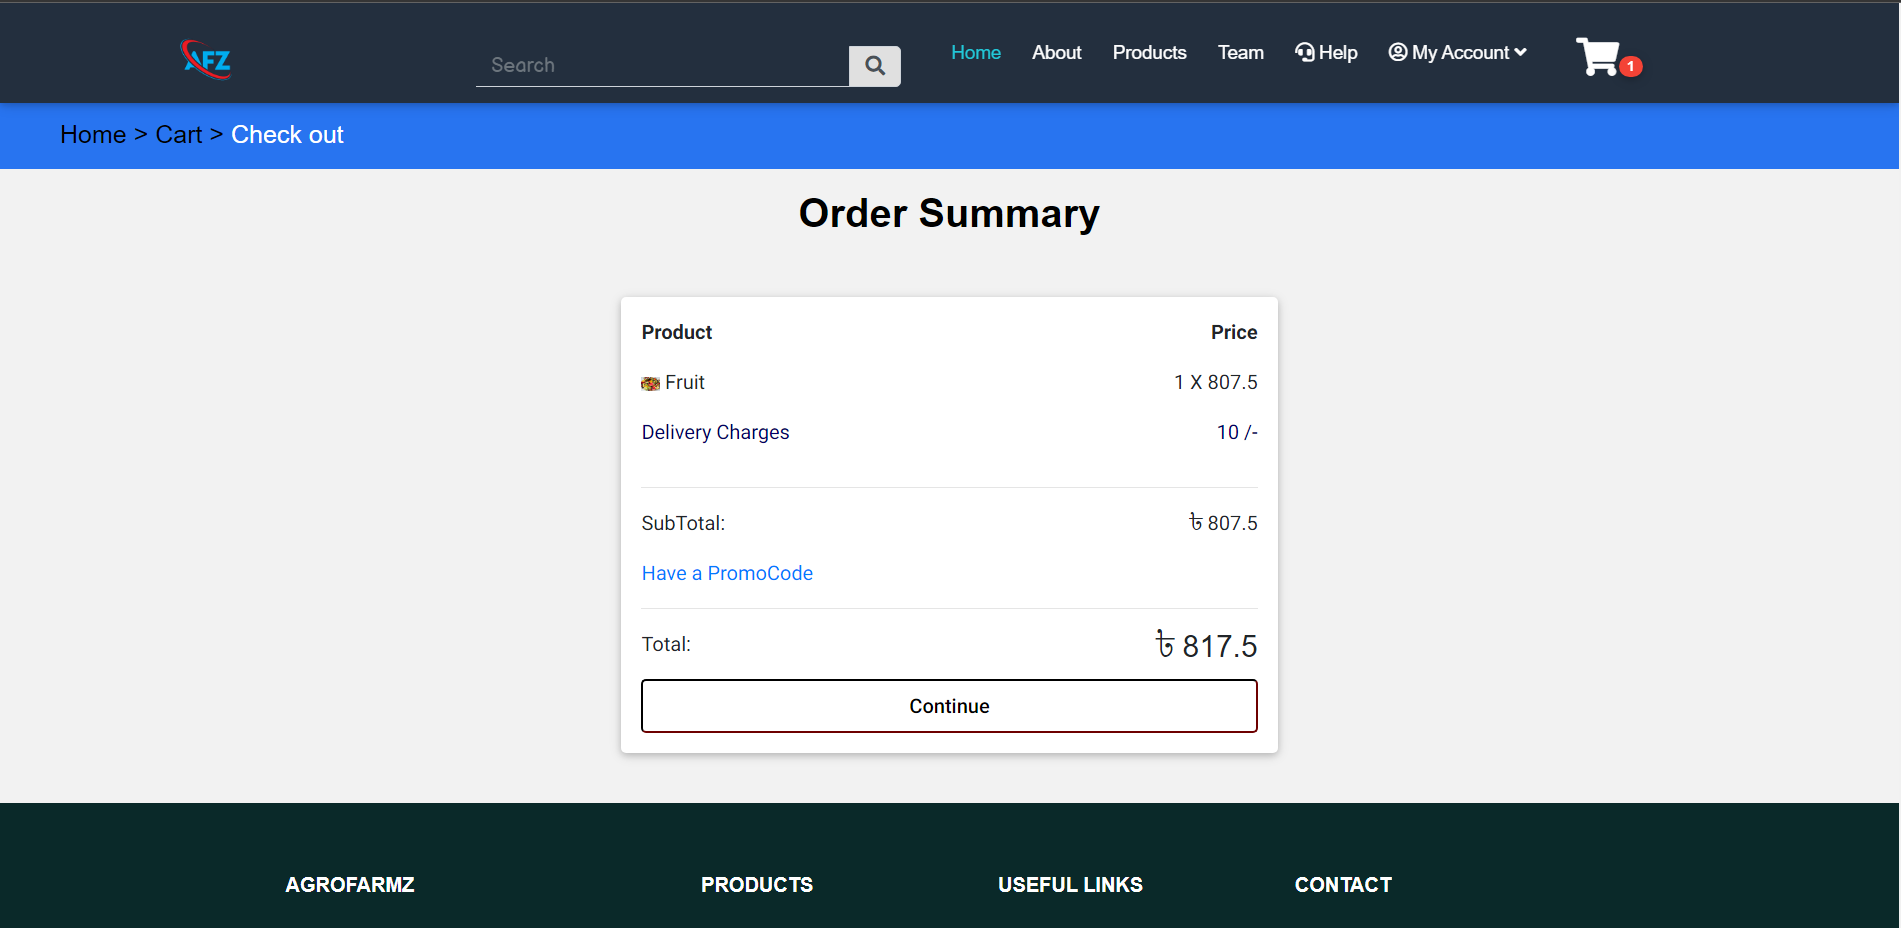 AFZ
Search
Home About Products Team Help My Account 1
Home > Cart > Check out
Order Summary
Product Price
Fruit 1 X 807.5
Delivery Charges 10 /-
SubTotal: ৳ 807.5
Have a PromoCode
Total: ৳ 817.5
Continue
AGROFARMZ PRODUCTS USEFUL LINKS CONTACT